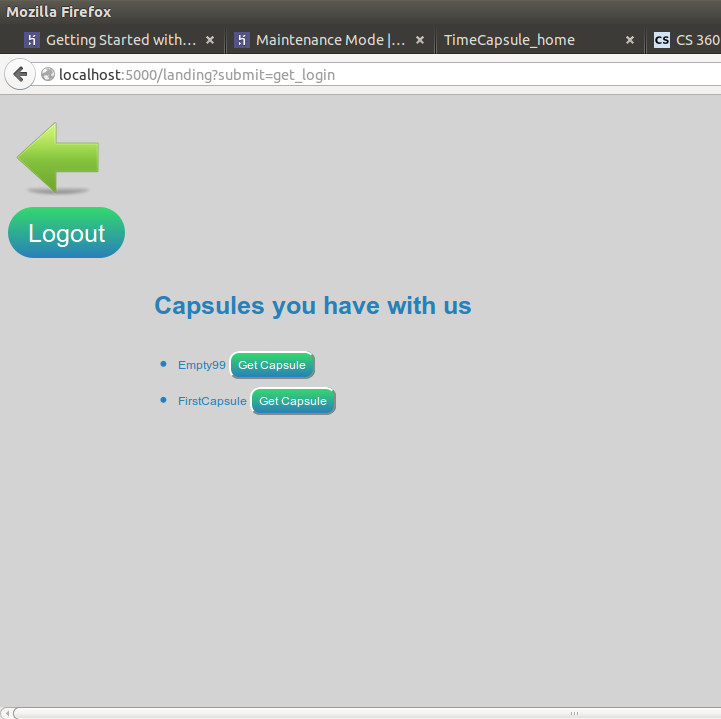 Mozilla Firefox
Getting Started with... × Maintenance Mode |... × TimeCapsule_home × CS CS 360
localhost:5000/landing?submit=get_login
Logout
Capsules you have with us
• Empty99 Get Capsule
• FirstCapsule Get Capsule